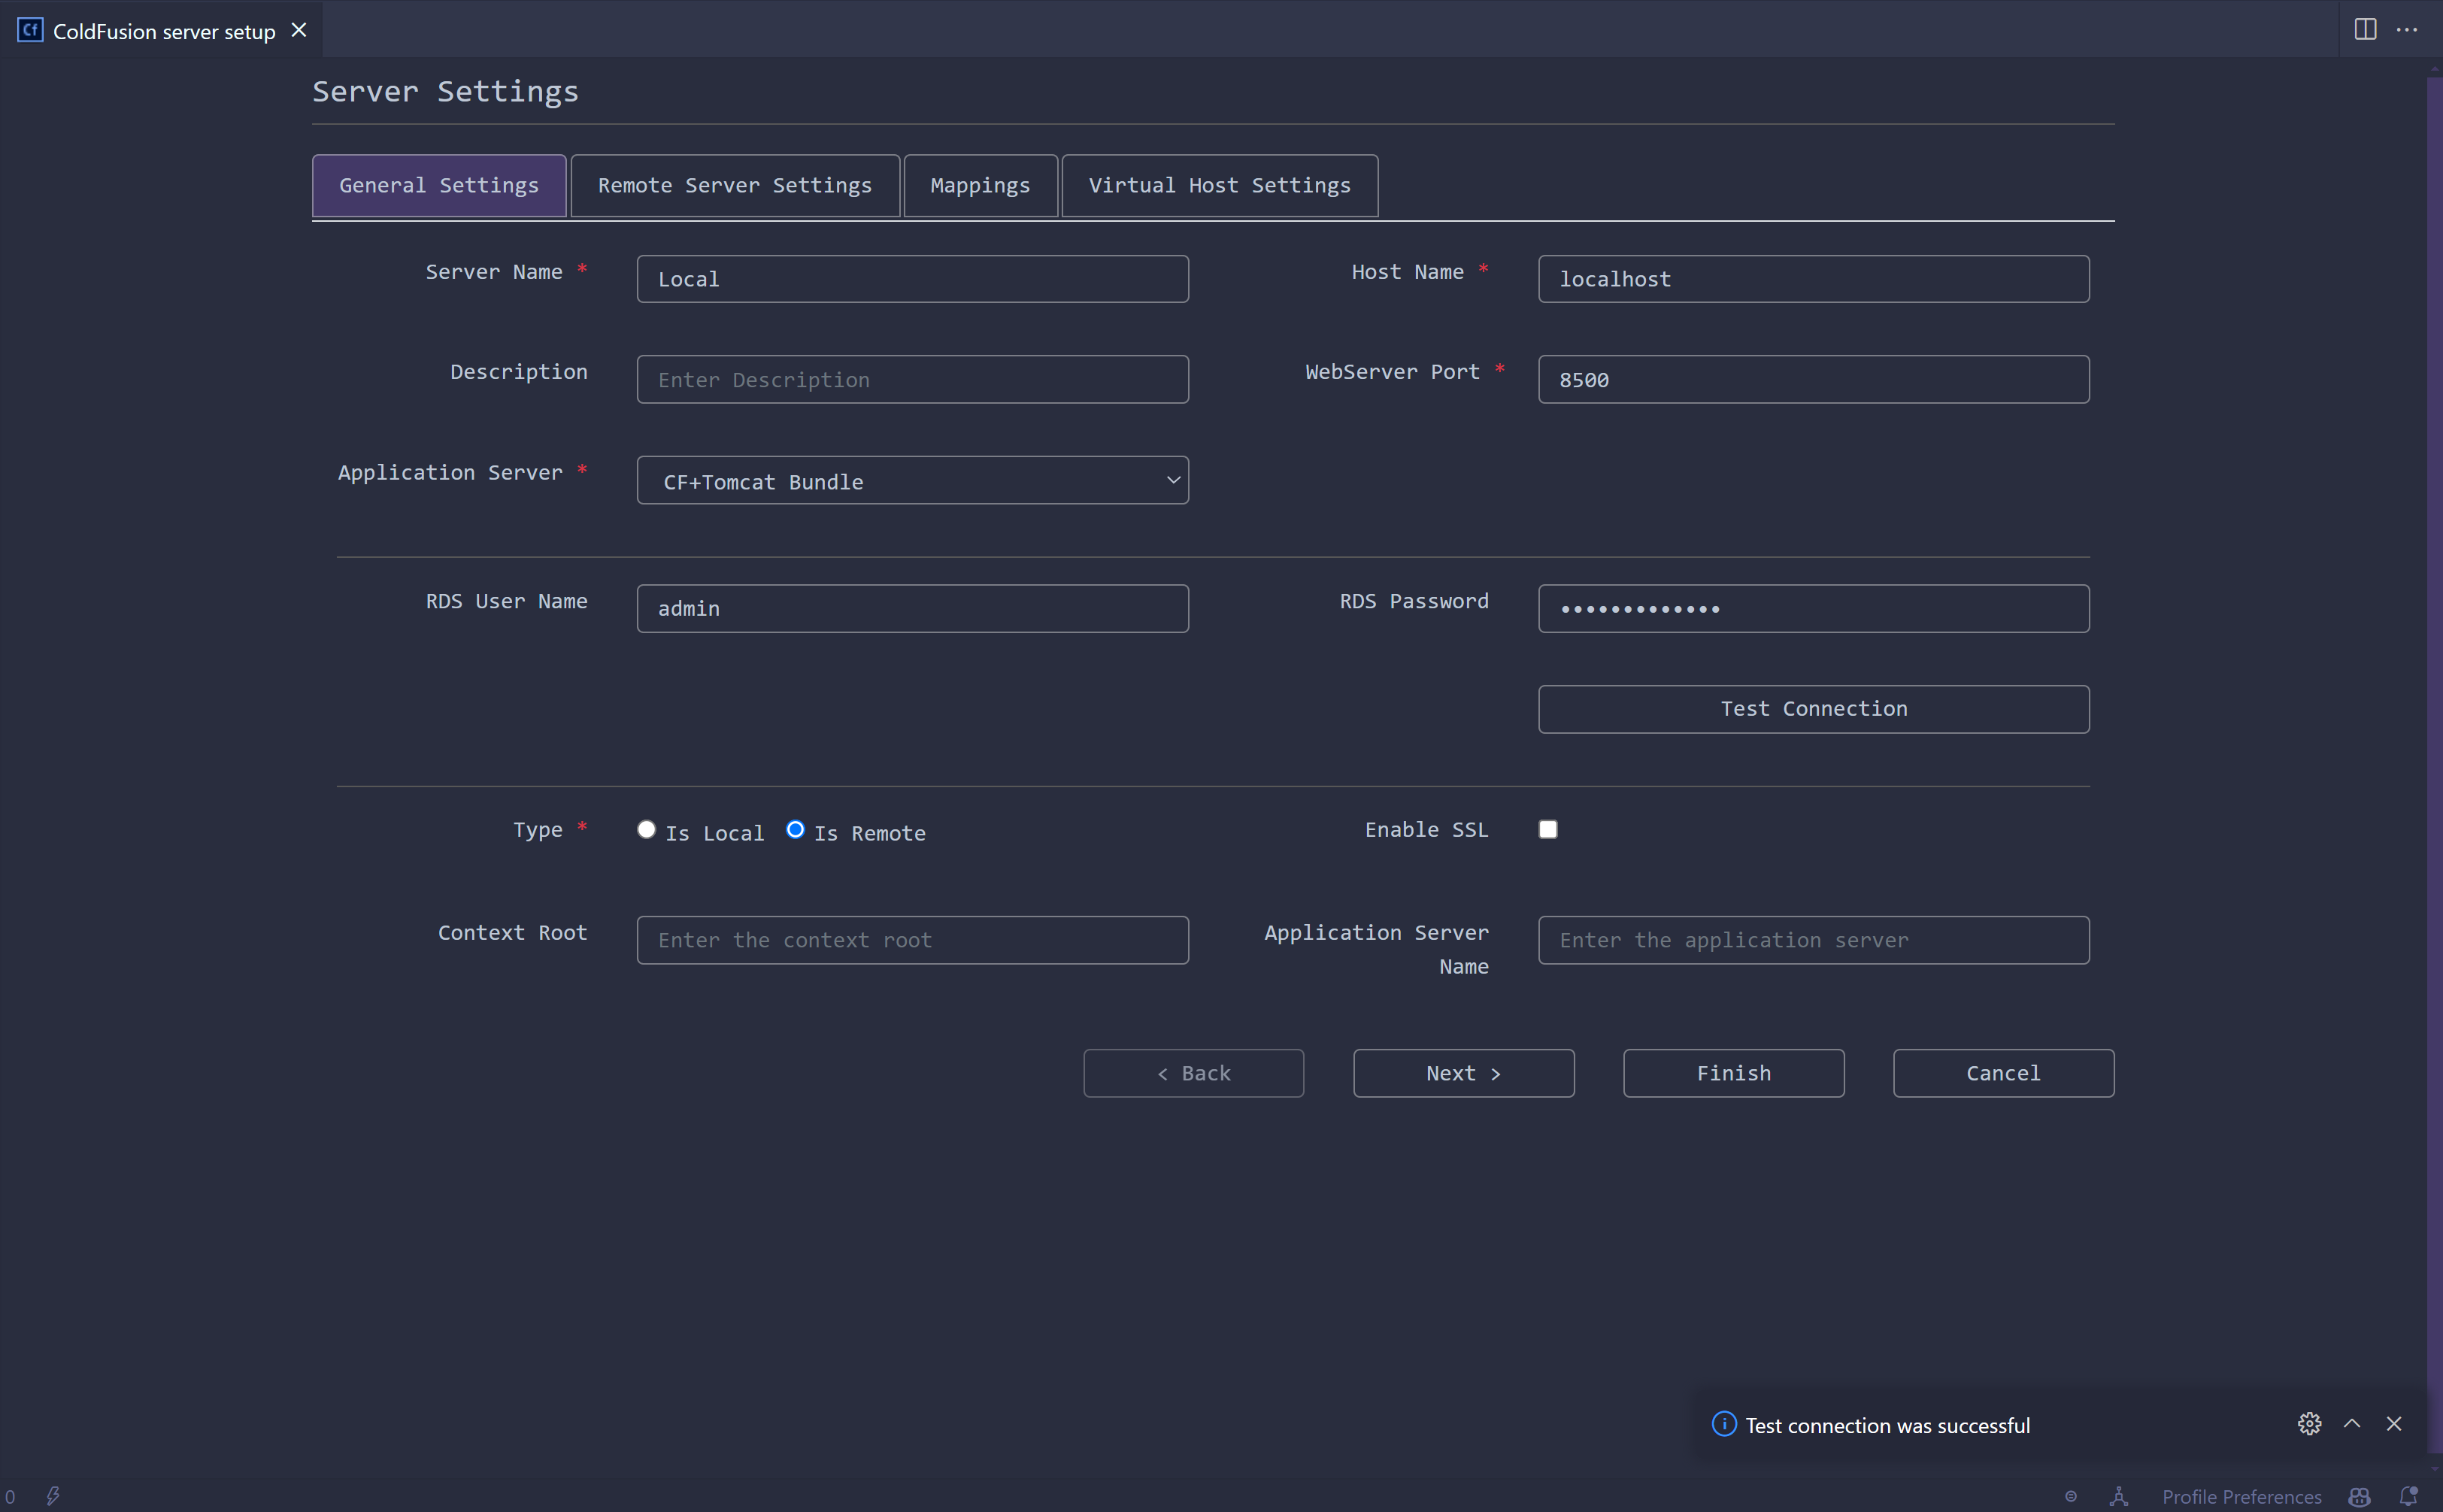 Cf ColdFusion server setup
Server Settings
General Settings Remote Server Settings Mappings Virtual Host Settings
Server Name * Local Host Name * localhost
Description Enter Description WebServer Port * 8500
Application Server * CF+Tomcat Bundle
RDS User Name admin RDS Password •••••••••••••
Test Connection
Type * Is Local Is Remote Enable SSL
Context Root Enter the context root Application Server Enter the application server
Name
< Back Next > Finish Cancel
Test connection was successful
0 Profile Preferences